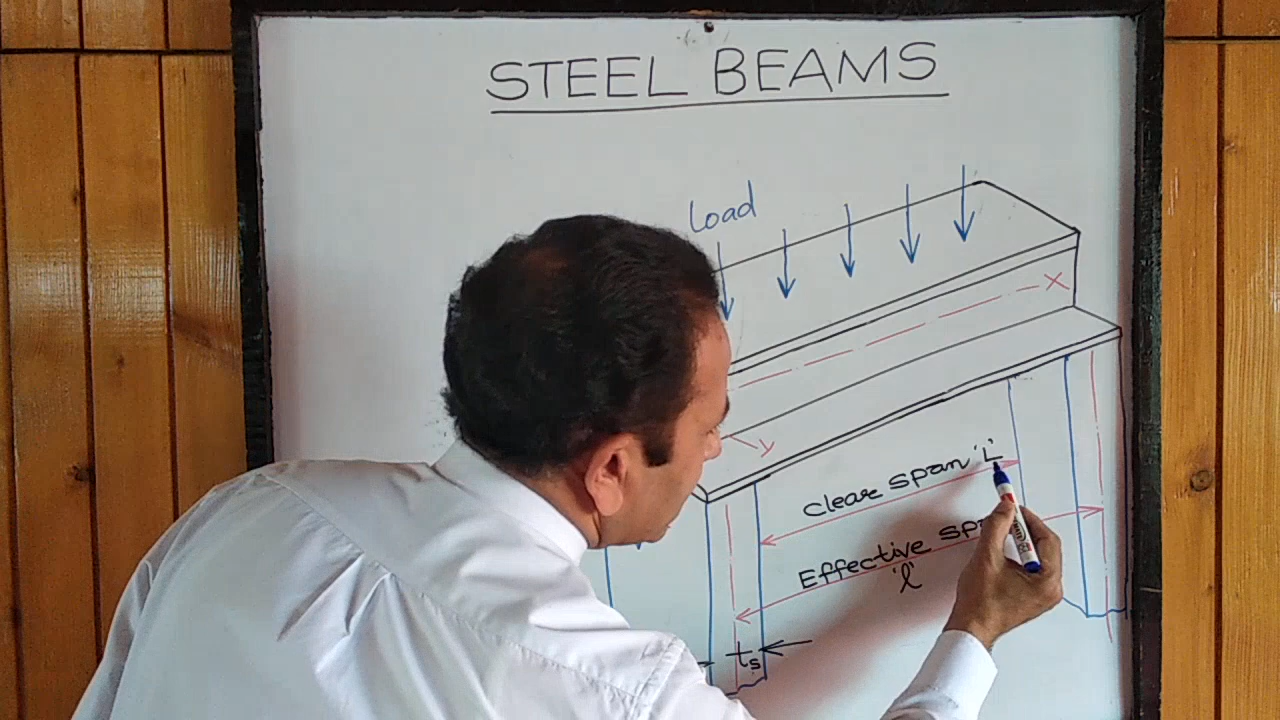 STEEL BEAMS
Load
X
y
clear span 'L'
Effective
'l'
ts